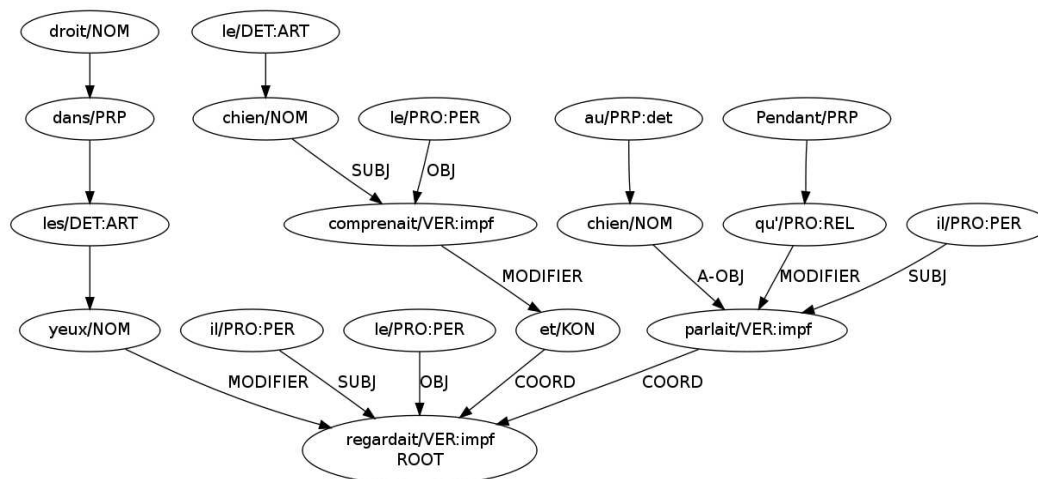 droit/NOM
le/DET:ART
dans/PRP
chien/NOM
le/PRO:PER
au/PRP:det
Pendant/PRP
SUBJ
OBJ
les/DET:ART
comprenait/VER:impf
chien/NOM
qu'/PRO:REL
il/PRO:PER
MODIFIER
A-OBJ
MODIFIER
SUBJ
yeux/NOM
il/PRO:PER
le/PRO:PER
et/KON
parlait/VER:impf
MODIFIER
SUBJ
OBJ
COORD
COORD
regardait/VER:impf
ROOT